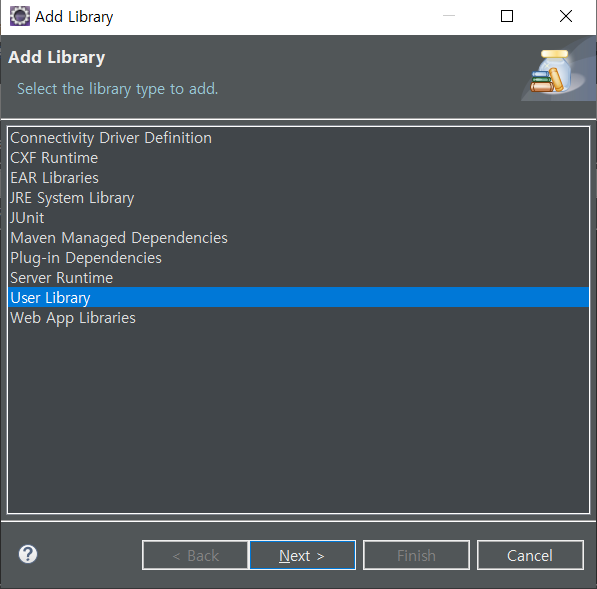 Add Library
Add Library
Select the library type to add.
Connectivity Driver Definition
CXF Runtime
EAR Libraries
JRE System Library
JUnit
Maven Managed Dependencies
Plug-in Dependencies
Server Runtime
User Library
Web App Libraries
?
< Back Next > Finish Cancel